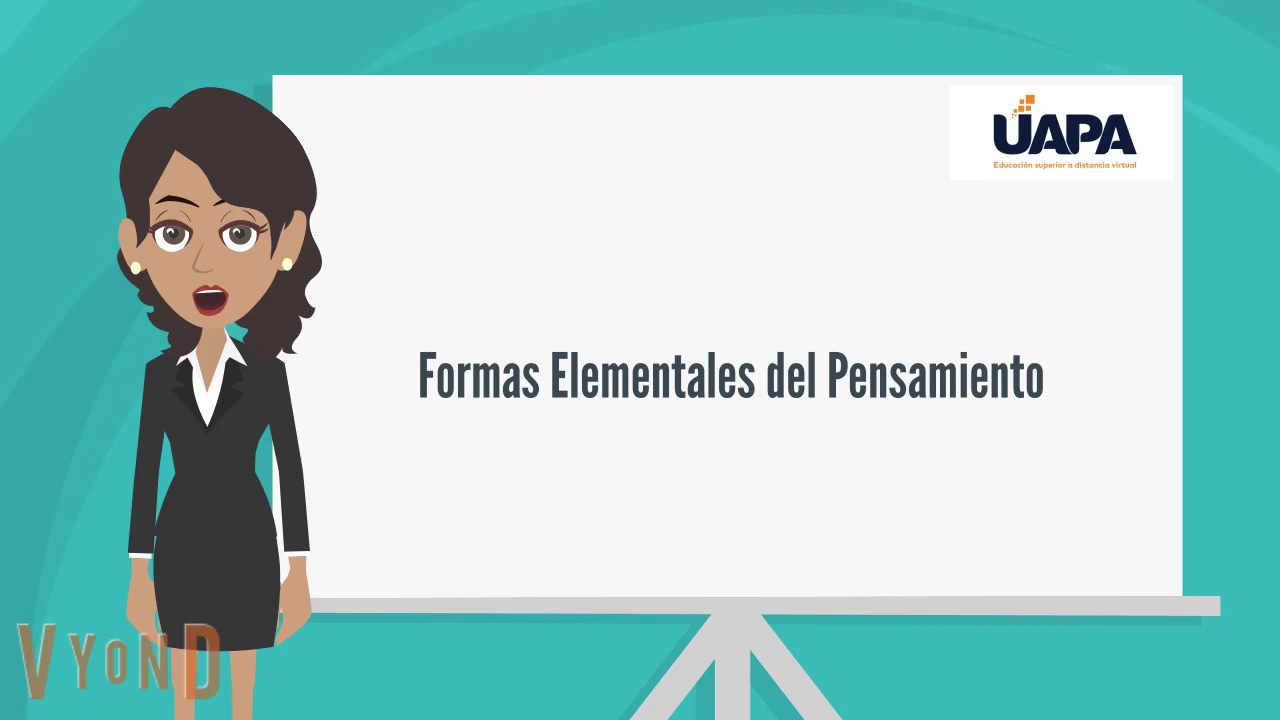 UAPA
Educación superior a distancia virtual
Formas Elementales del Pensamiento
VYOND